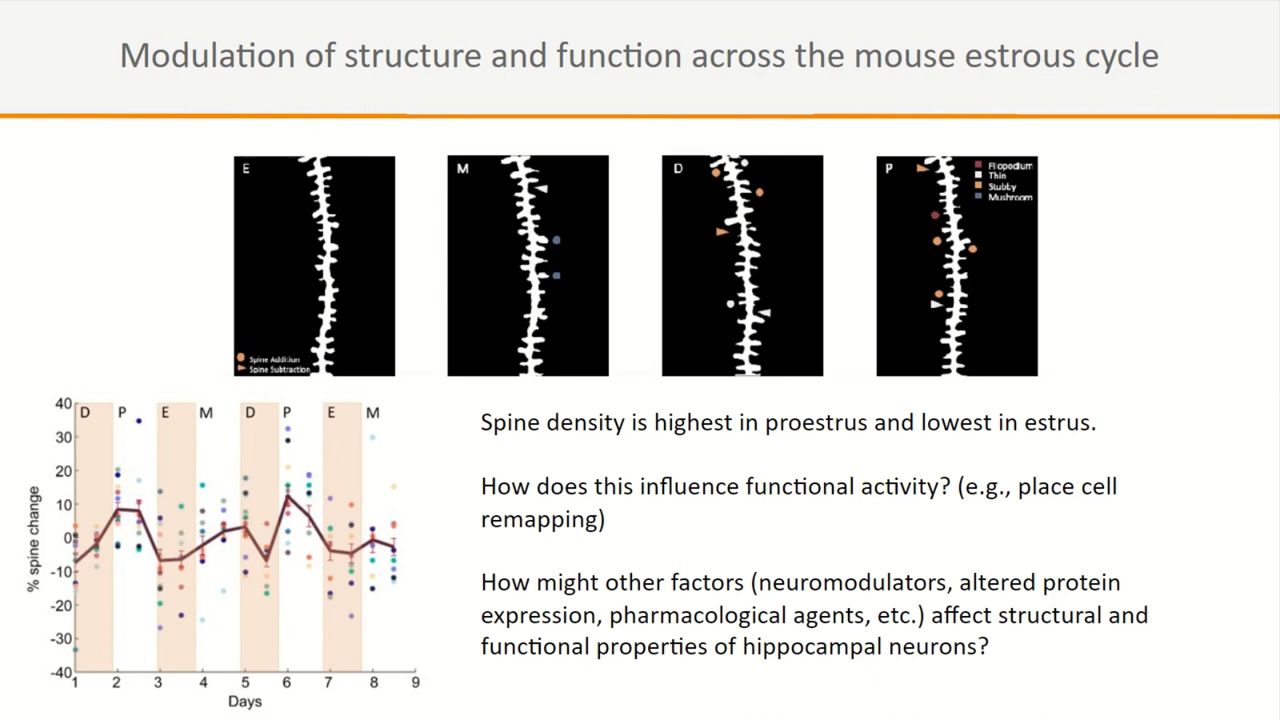 Modulation of structure and function across the mouse estrous cycle
E
Spine Addition
Spine Subtraction
M
D
P
Filopodium
Thin
Stubby
Mushroom
% spine change
40
30
20
10
0
-10
-20
-30
-40
D P E M D P E M
1 2 3 4 5 6 7 8 9
Days
Spine density is highest in proestrus and lowest in estrus.
How does this influence functional activity? (e.g., place cell
remapping)
How might other factors (neuromodulators, altered protein
expression, pharmacological agents, etc.) affect structural and
functional properties of hippocampal neurons?